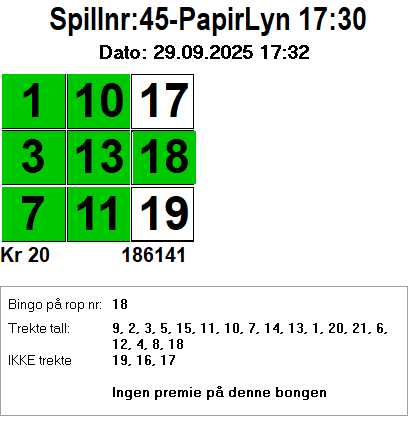 Spillnr:45-PapirLyn 17:30
Dato: 29.09.2025 17:32
1 10 17
3 13 18
7 11 19
Kr 20 186141
Bingo på rop nr: 18
Trekte tall: 9, 2, 3, 5, 15, 11, 10, 7, 14, 13, 1, 20, 21, 6,
12, 4, 8, 18
IKKE trekte 19, 16, 17
Ingen premie på denne bongen